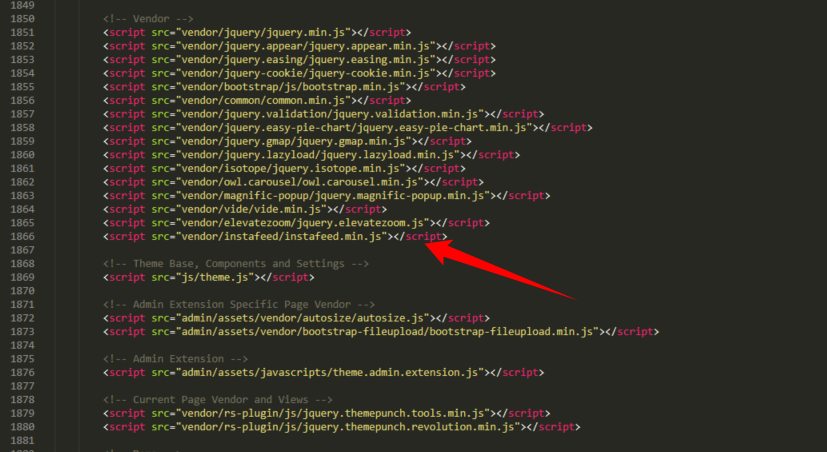 1849
1850 <!-- Vendor -->
1851 <script src="vendor/jquery/jquery.min.js"></script>
1852 <script src="vendor/jquery.appear/jquery.appear.min.js"></script>
1853 <script src="vendor/jquery.easing/jquery.easing.min.js"></script>
1854 <script src="vendor/jquery-cookie/jquery-cookie.min.js"></script>
1855 <script src="vendor/bootstrap/js/bootstrap.min.js"></script>
1856 <script src="vendor/common/common.min.js"></script>
1857 <script src="vendor/jquery.validation/jquery.validation.min.js"></script>
1858 <script src="vendor/jquery.easy-pie-chart/jquery.easy-pie-chart.min.js"></script>
1859 <script src="vendor/jquery.gmap/jquery.gmap.min.js"></script>
1860 <script src="vendor/jquery.lazyload/jquery.lazyload.min.js"></script>
1861 <script src="vendor/isotope/jquery.isotope.min.js"></script>
1862 <script src="vendor/owl.carousel/owl.carousel.min.js"></script>
1863 <script src="vendor/magnific-popup/jquery.magnific-popup.min.js"></script>
1864 <script src="vendor/vide/vide.min.js"></script>
1865 <script src="vendor/elevatezoom/jquery.elevatezoom.js"></script>
1866 <script src="vendor/instafeed/instafeed.min.js"></script>
1867
1868 <!-- Theme Base, Components and Settings -->
1869 <script src="js/theme.js"></script>
1870
1871 <!-- Admin Extension Specific Page Vendor -->
1872 <script src="admin/assets/vendor/autosize/autosize.js"></script>
1873 <script src="admin/assets/vendor/bootstrap-fileupload/bootstrap-fileupload.min.js"></script>
1874
1875 <!-- Admin Extension -->
1876 <script src="admin/assets/javascripts/theme.admin.extension.js"></script>
1877
1878 <!-- Current Page Vendor and Views -->
1879 <script src="vendor/rs-plugin/js/jquery.themepunch.tools.min.js"></script>
1880 <script src="vendor/rs-plugin/js/jquery.themepunch.revolution.min.js"></script>
1881